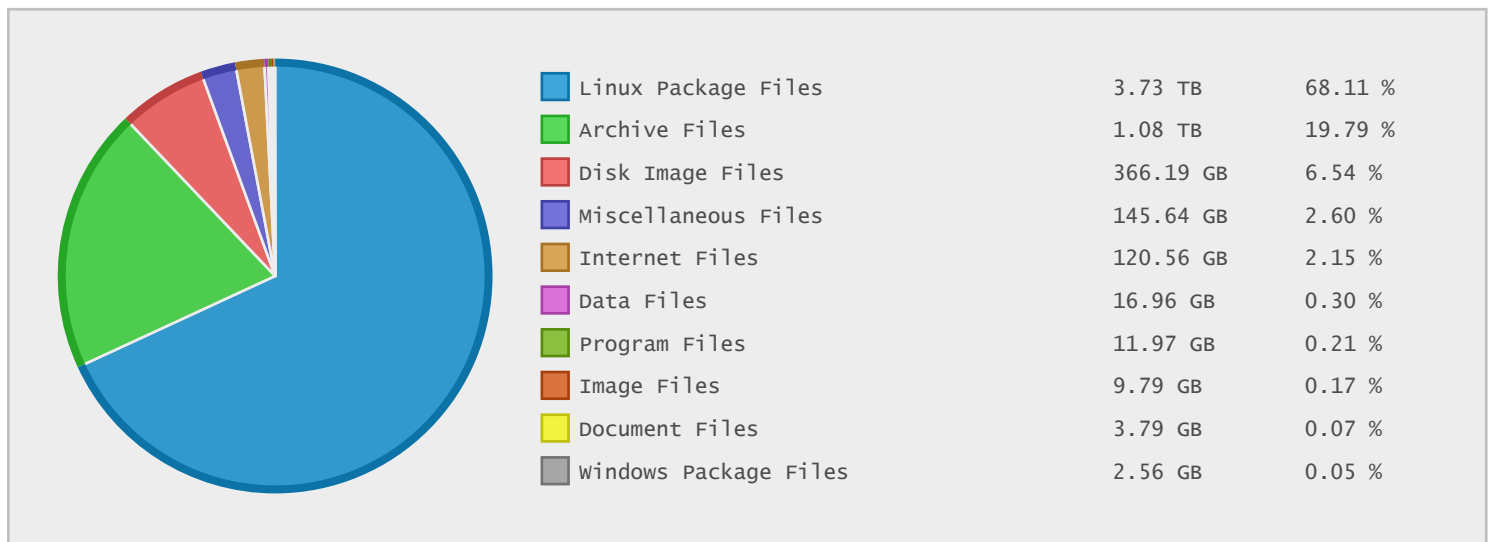 Linux Package Files 3.73 TB 68.11 %
Archive Files 1.08 TB 19.79 %
Disk Image Files 366.19 GB 6.54 %
Miscellaneous Files 145.64 GB 2.60 %
Internet Files 120.56 GB 2.15 %
Data Files 16.96 GB 0.30 %
Program Files 11.97 GB 0.21 %
Image Files 9.79 GB 0.17 %
Document Files 3.79 GB 0.07 %
Windows Package Files 2.56 GB 0.05 %